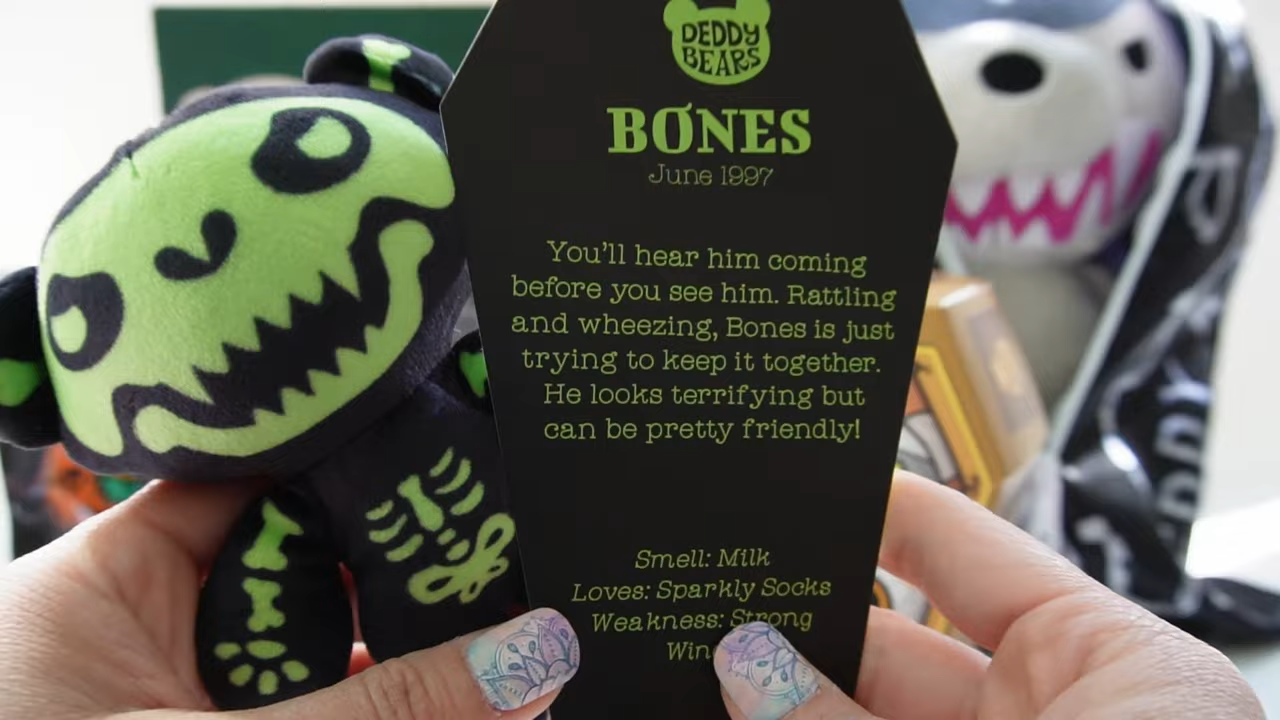 DEDDY
BEARS
BONES
June 1997
You'll hear him coming
before you see him. Rattling
and wheezing, Bones is just
trying to keep it together.
He looks terrifying but
can be pretty friendly!
Smell: Milk
Loves: Sparkly Socks
Weakness: Strong